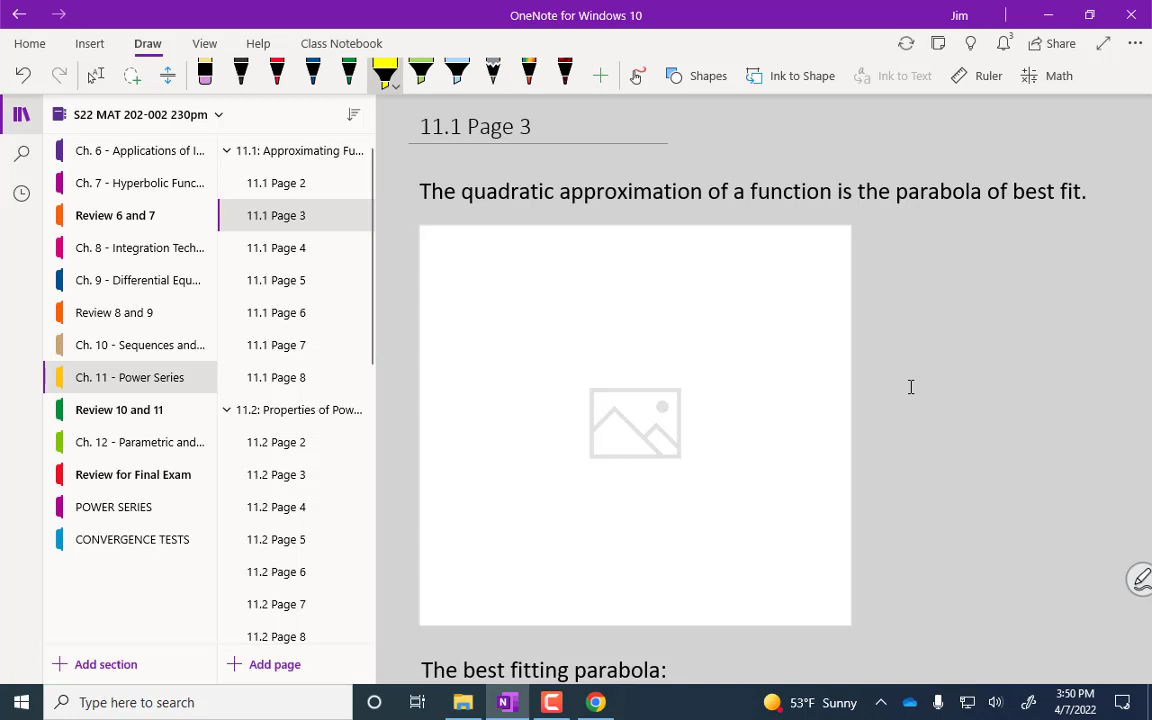 OneNote for Windows 10
Jim
Home
Insert
Draw
View
Help
Class Notebook
Share
Shapes
Ink to Shape
Ink to Text
Ruler
Math
S22 MAT 202-002 230pm
Ch. 6 - Applications of I...
Ch. 7 - Hyperbolic Func...
Review 6 and 7
Ch. 8 - Integration Tech...
Ch. 9 - Differential Equ...
Review 8 and 9
Ch. 10 - Sequences and...
Ch. 11 - Power Series
Review 10 and 11
Ch. 12 - Parametric and...
Review for Final Exam
POWER SERIES
CONVERGENCE TESTS
Add section
11.1: Approximating Fu...
11.1 Page 2
11.1 Page 3
11.1 Page 4
11.1 Page 5
11.1 Page 6
11.1 Page 7
11.1 Page 8
11.2: Properties of Pow...
11.2 Page 2
11.2 Page 3
11.2 Page 4
11.2 Page 5
11.2 Page 6
11.2 Page 7
11.2 Page 8
Add page
11.1 Page 3
The quadratic approximation of a function is the parabola of best fit.
The best fitting parabola:
Type here to search
53°F Sunny
3:50 PM
4/7/2022